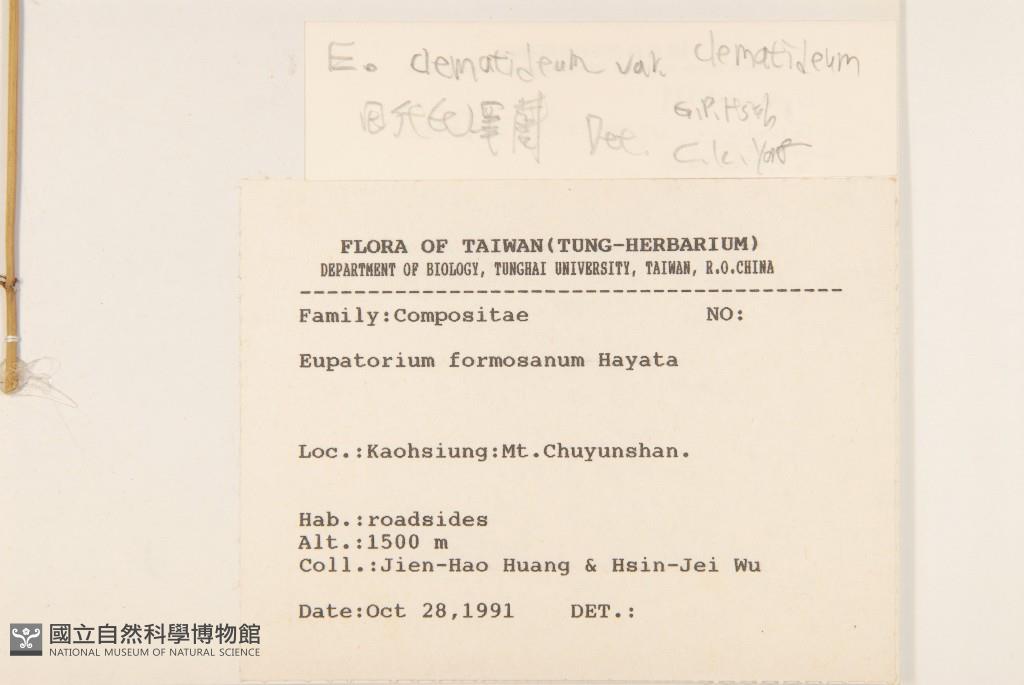 E. clematideum var. clematideum
田代氏澤蘭 Det. G.P.Hsieh
C.k.
FLORA OF TAIWAN(TUNG-HERBARIUM)
DEPARTMENT OF BIOLOGY, TUNGHAI UNIVERSITY, TAIWAN, R.O.CHINA
Family:Compositae NO:
Eupatorium formosanum Hayata
Loc.:Kaohsiung:Mt.Chuyunshan.
Hab.:roadsides
Alt.:1500 m
Coll.:Jien-Hao Huang & Hsin-Jei Wu
Date:Oct 28,1991 DET.:
國立自然科學博物館
NATIONAL MUSEUM OF NATURAL SCIENCE